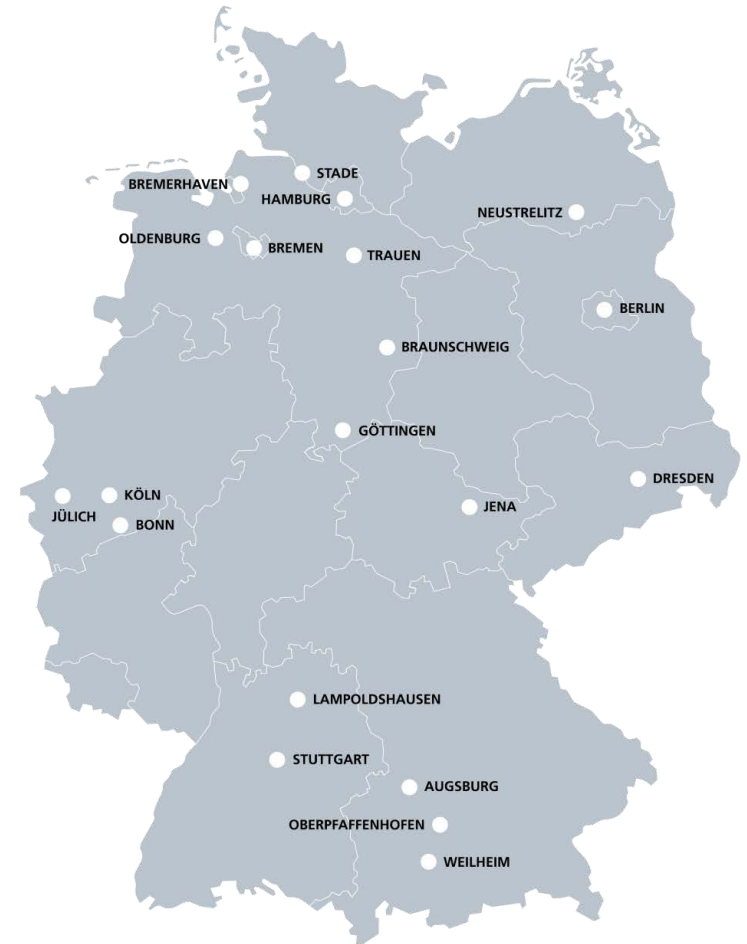 STADE
BREMERHAVEN
HAMBURG
NEUSTRELITZ
OLDENBURG
BREMEN
TRAUEN
BERLIN
BRAUNSCHWEIG
GÖTTINGEN
DRESDEN
KÖLN
JÜLICH
BONN
JENA
LAMPOLDSHAUSEN
STUTTGART
AUGSBURG
OBERPFAFFENHOFEN
WEILHEIM